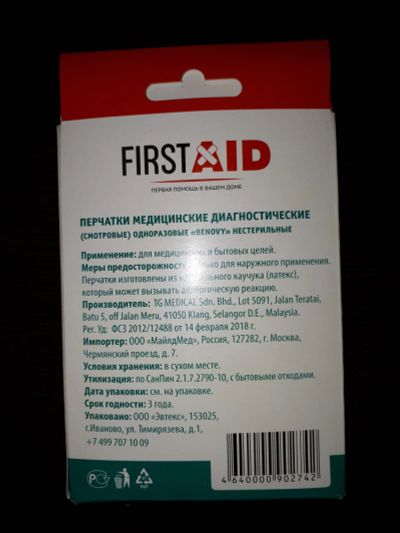 FIRST AID
ПЕРВАЯ ПОМОЩЬ В ВАШЕМ ДОМЕ
ПЕРЧАТКИ МЕДИЦИНСКИЕ ДИАГНОСТИЧЕСКИЕ
(СМОТРОВЫЕ) ОДНОРАЗОВЫЕ «BENOVY» НЕСТЕРИЛЬНЫЕ
Применение: для медицинских и бытовых целей.
Меры предосторожности: только для наружного применения.
Перчатки изготовлены из натурального каучука (латекс),
который может вызывать аллергическую реакцию.
Производитель: TG MEDICAL Sdn. Bhd., Lot 5091, Jalan Teratai,
Batu 5, off Jalan Meru, 41050 Klang, Selangor D.E., Malaysia.
Рег. Уд: ФСЗ 2012/12488 от 14 февраля 2018 г.
Импортер: ООО «МайлдМед», Россия, 127282, г. Москва,
Чермянский проезд, д. 7.
Условия хранения: в сухом месте.
Утилизация: по СанПин 2.1.7.2790-10, с бытовыми отходами.
Дата упаковки: см. на упаковке.
Срок годности: 3 года.
Упаковано: ООО «Эвтекс», 153025,
г.Иваново, ул. Тимирязева, д.1,
+7 499 707 10 09
4 640000 902742